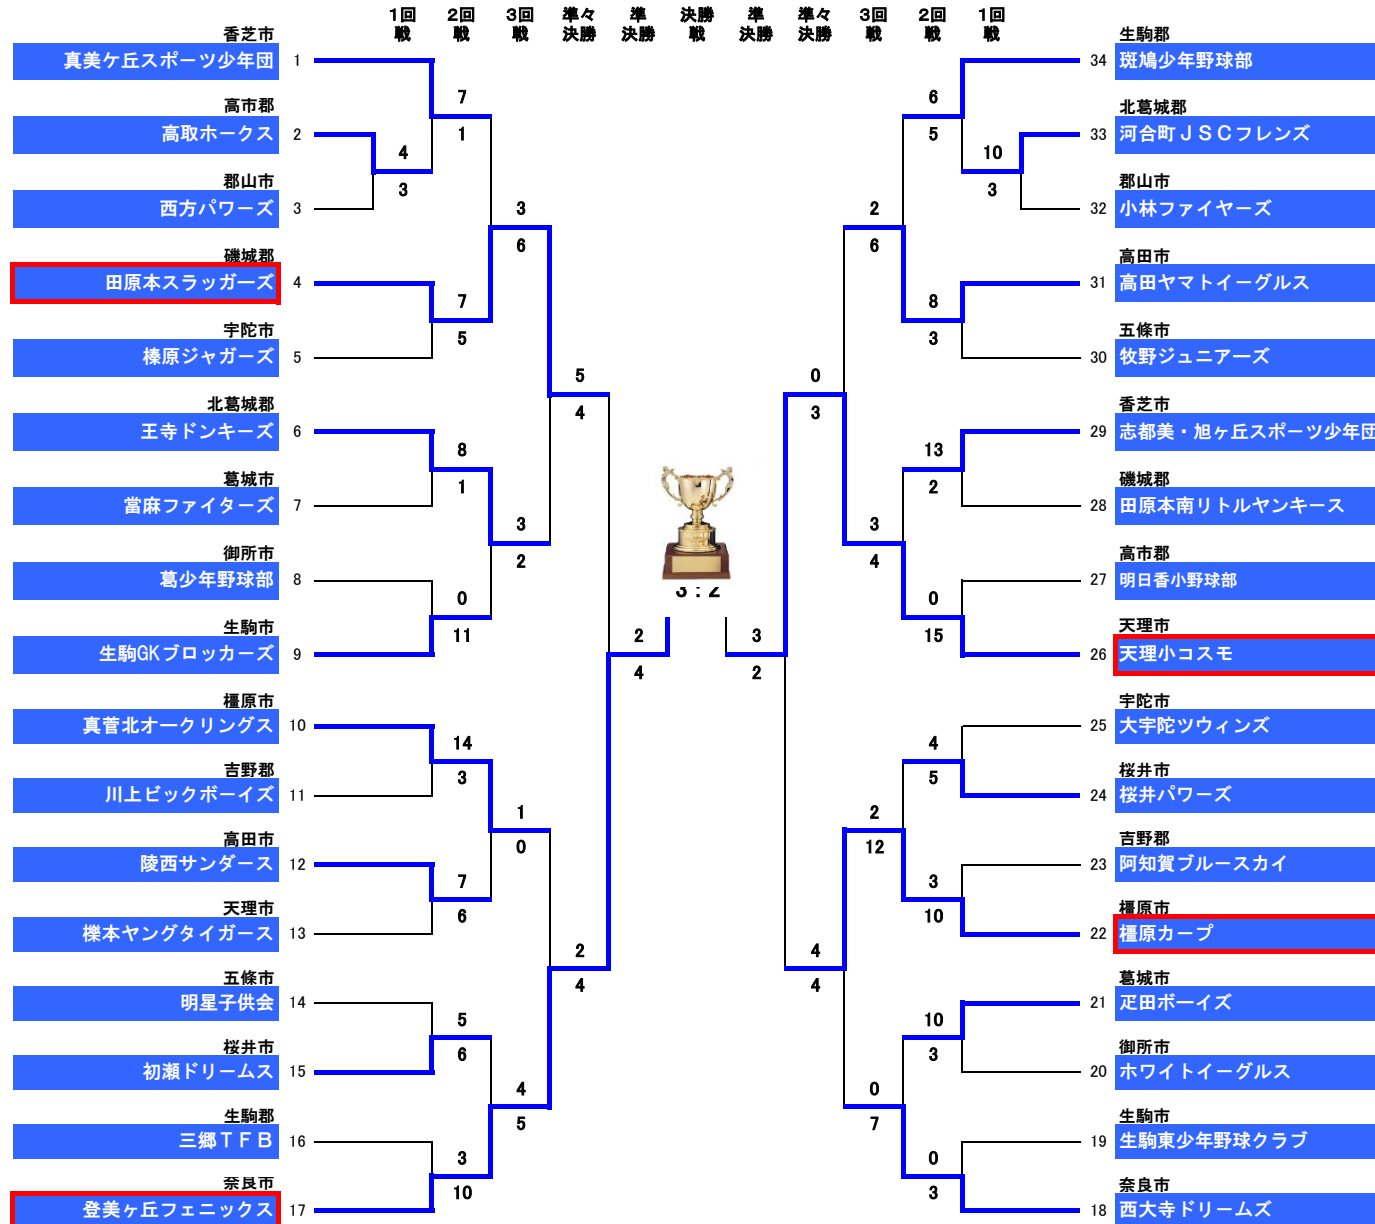 1回戦 2回戦 3回戦 準々決勝 準決勝 決勝戦 準決勝 準々決勝 3回戦 2回戦 1回戦
香芝市
真美ケ丘スポーツ少年団 1
7
高市郡
高取ホークス 2
1
4
3
郡山市
西方パワーズ 3
3
6
磯城郡
田原本スラッガーズ 4
7
5
宇陀市
榛原ジャガーズ 5
5
4
北葛城郡
王寺ドンキーズ 6
8
1
葛城市
當麻ファイターズ 7
3
2
御所市
葛少年野球部 8
0
11
生駒市
生駒GKブロッカーズ 9
2
4
橿原市
真菅北オークリングス 10
14
3
吉野郡
川上ビックボーイズ 11
1
0
高田市
陵西サンダース 12
7
6
天理市
櫟本ヤングタイガース 13
2
4
五條市
明星子供会 14
5
6
桜井市
初瀬ドリームス 15
4
5
生駒郡
三郷TFB 16
3
10
奈良市
登美ヶ丘フェニックス 17
3:2
生駒郡
34 斑鳩少年野球部
6
5
北葛城郡
33 河合町JSCフレンズ
10
3
郡山市
32 小林ファイヤーズ
2
6
高田市
31 高田ヤマトイーグルス
8
3
五條市
30 牧野ジュニアーズ
0
3
香芝市
29 志都美・旭ヶ丘スポーツ少年団
13
2
磯城郡
28 田原本南リトルヤンキース
3
4
高市郡
27 明日香小野球部
0
15
天理市
26 天理小コスモ
3
2
宇陀市
25 大宇陀ツウィンズ
4
5
桜井市
24 桜井パワーズ
2
12
吉野郡
23 阿知賀ブルースカイ
3
10
橿原市
22 橿原カープ
4
4
葛城市
21 疋田ボーイズ
10
3
御所市
20 ホワイトイーグルス
0
7
生駒市
19 生駒東少年野球クラブ
0
3
奈良市
18 西大寺ドリームズ